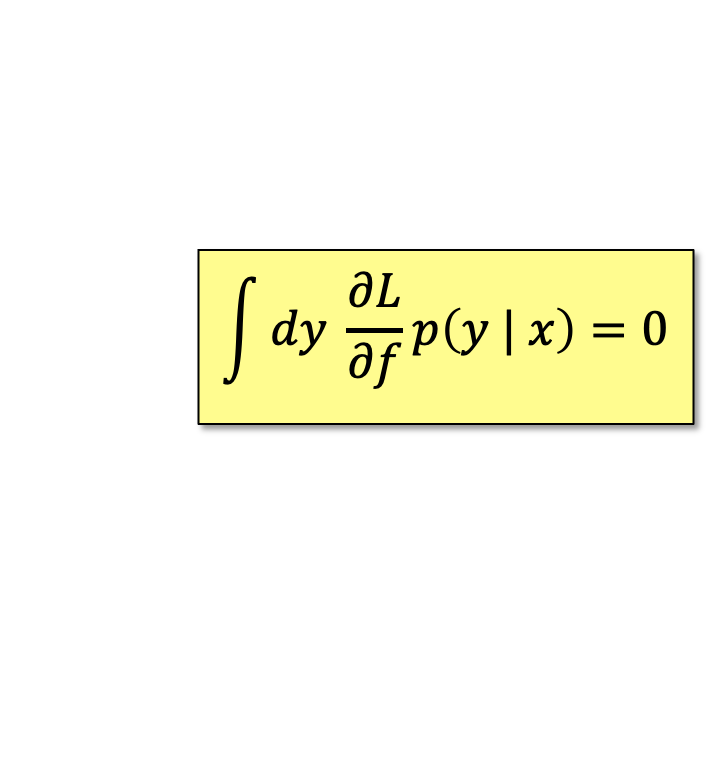 ∫ dy ∂L/∂f p(y | x) = 0